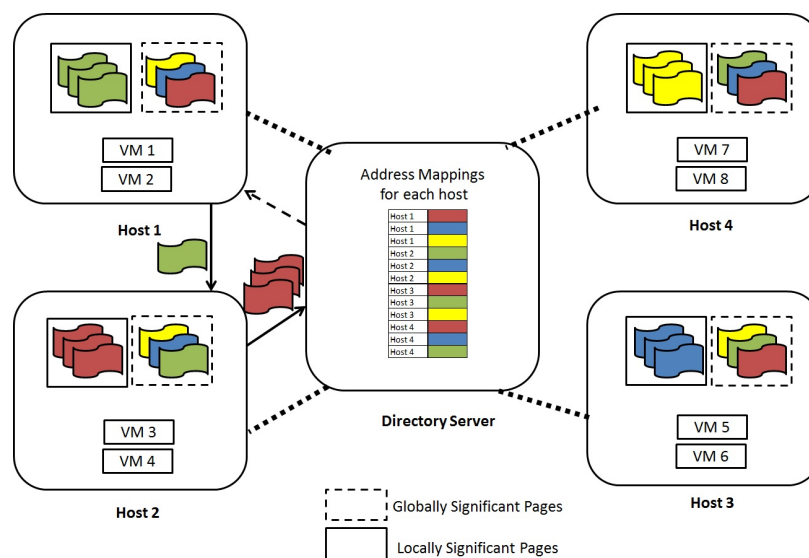 VM 1
VM 2
Host 1
VM 7
VM 8
Host 4
Address Mappings
for each host
Host 1
Host 1
Host 1
Host 2
Host 2
Host 2
Host 3
Host 3
Host 3
Host 4
Host 4
Host 4
Directory Server
VM 3
VM 4
Host 2
VM 5
VM 6
Host 3
Globally Significant Pages
Locally Significant Pages